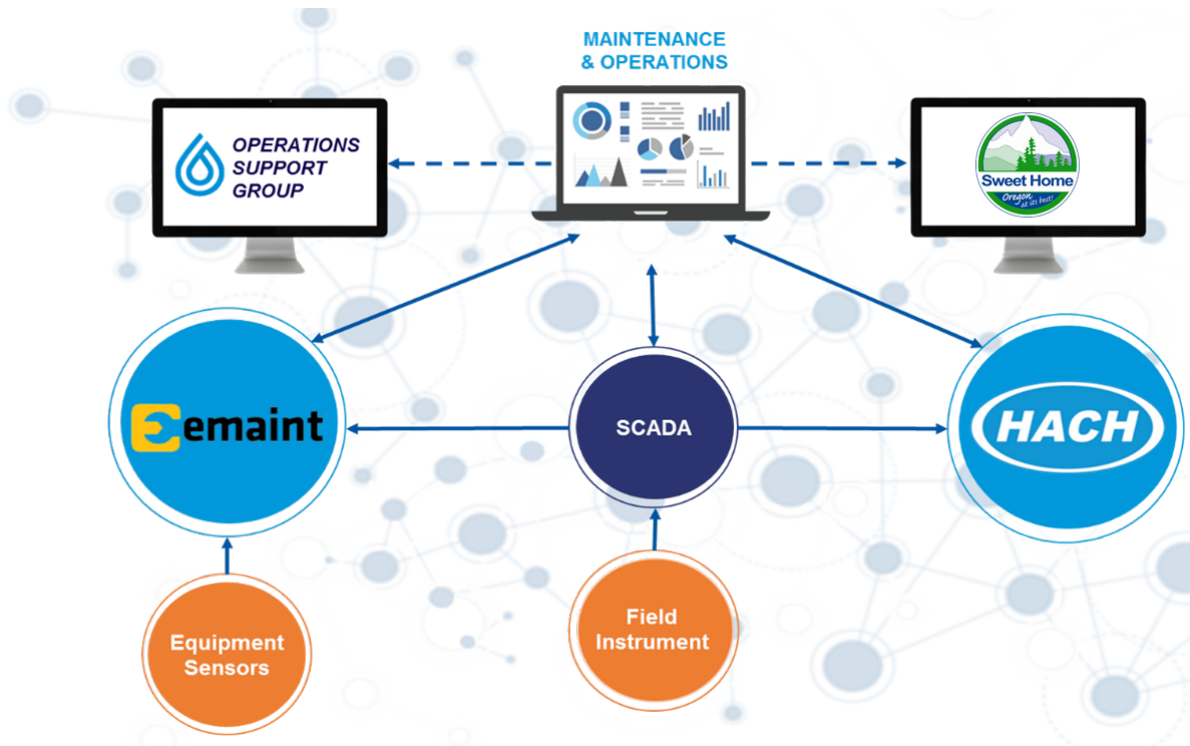 MAINTENANCE
& OPERATIONS
OPERATIONS
SUPPORT
GROUP
Sweet Home
Oregon
at its best!
emaint
SCADA
HACH
Equipment
Sensors
Field
Instrument